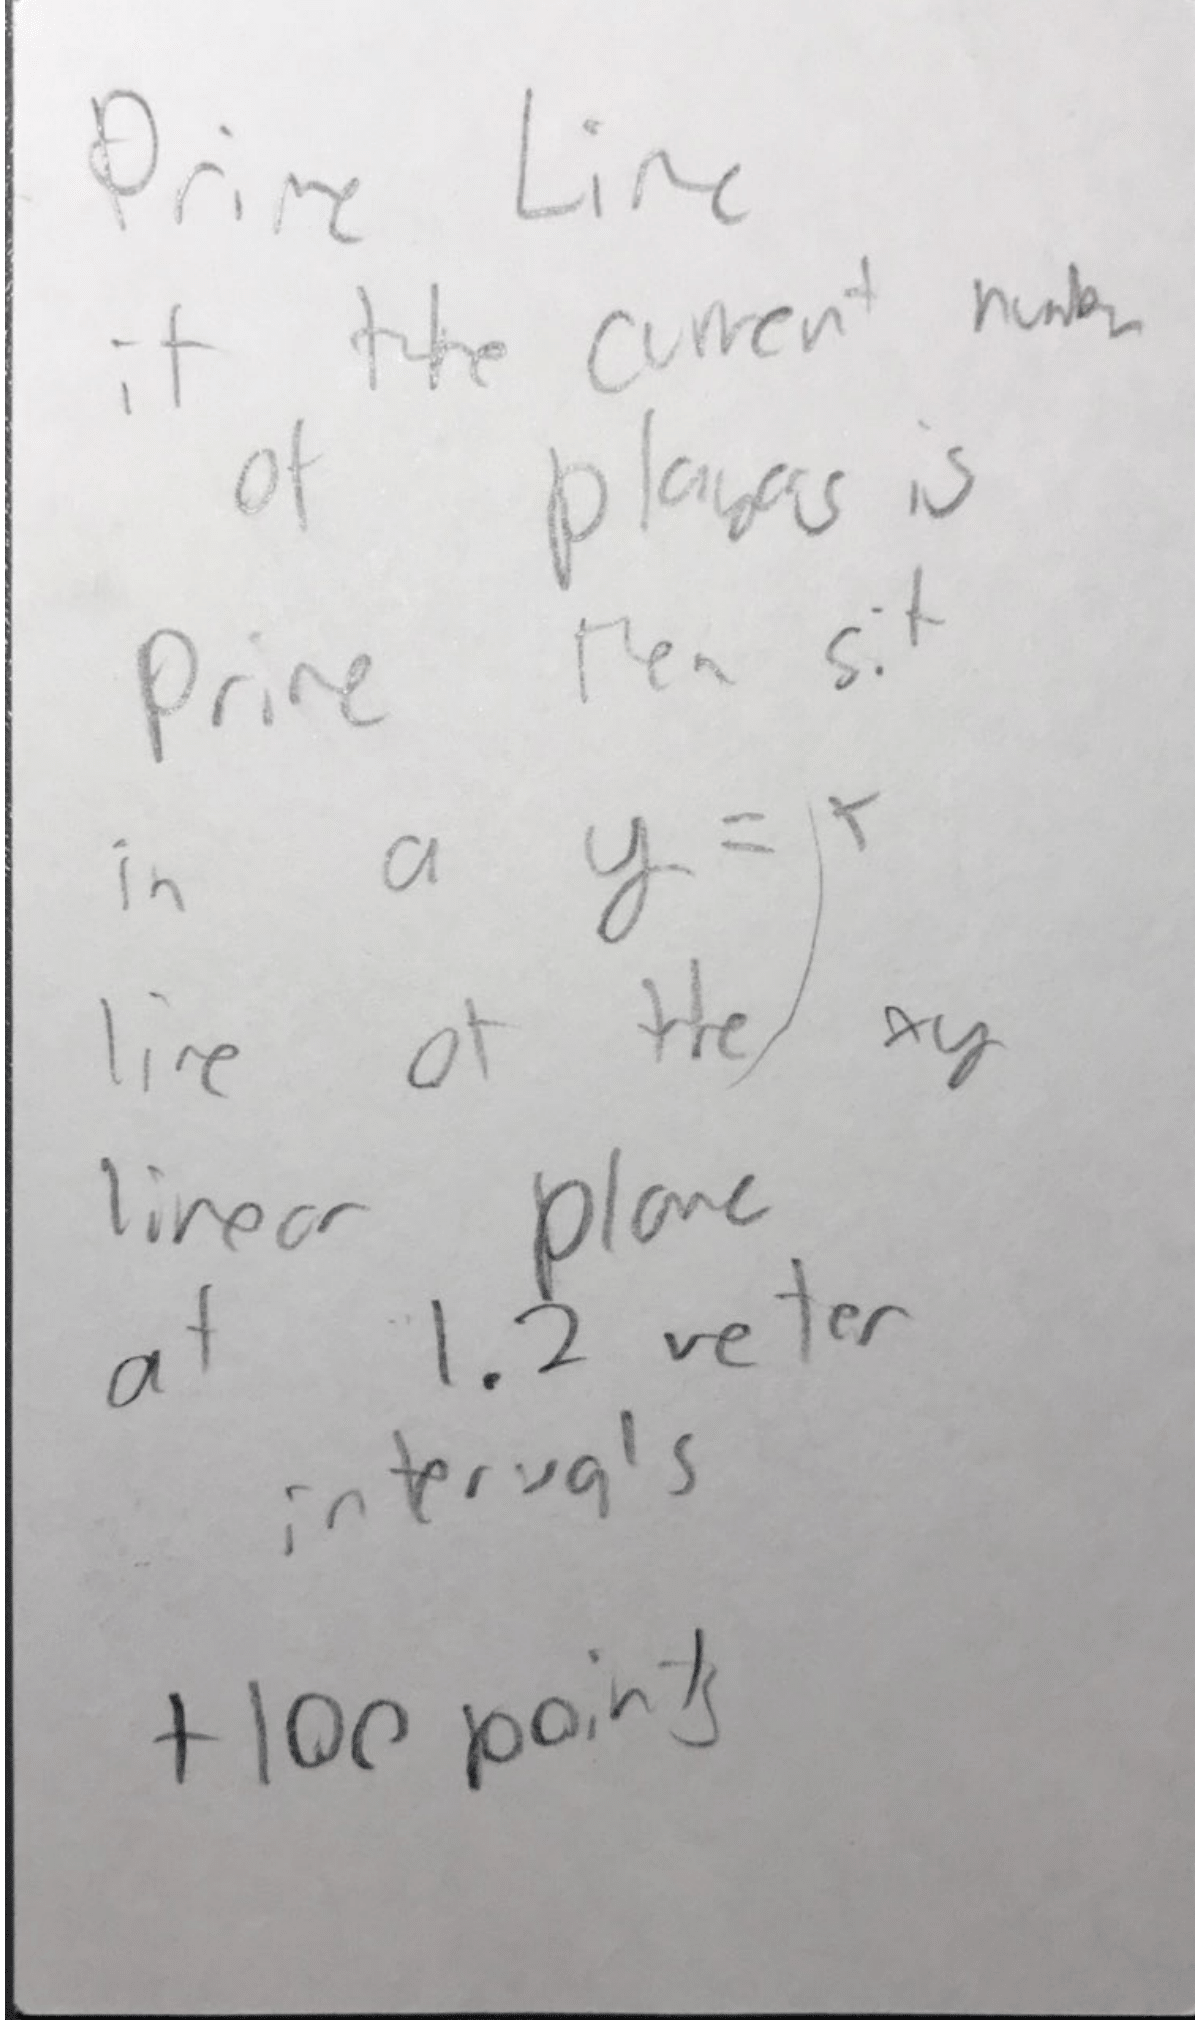 Prime Line
if the current number
of players is
prime then sit
in a y = x
line of the xy
linear plane
at 1.2 meter
interval's
+100 points